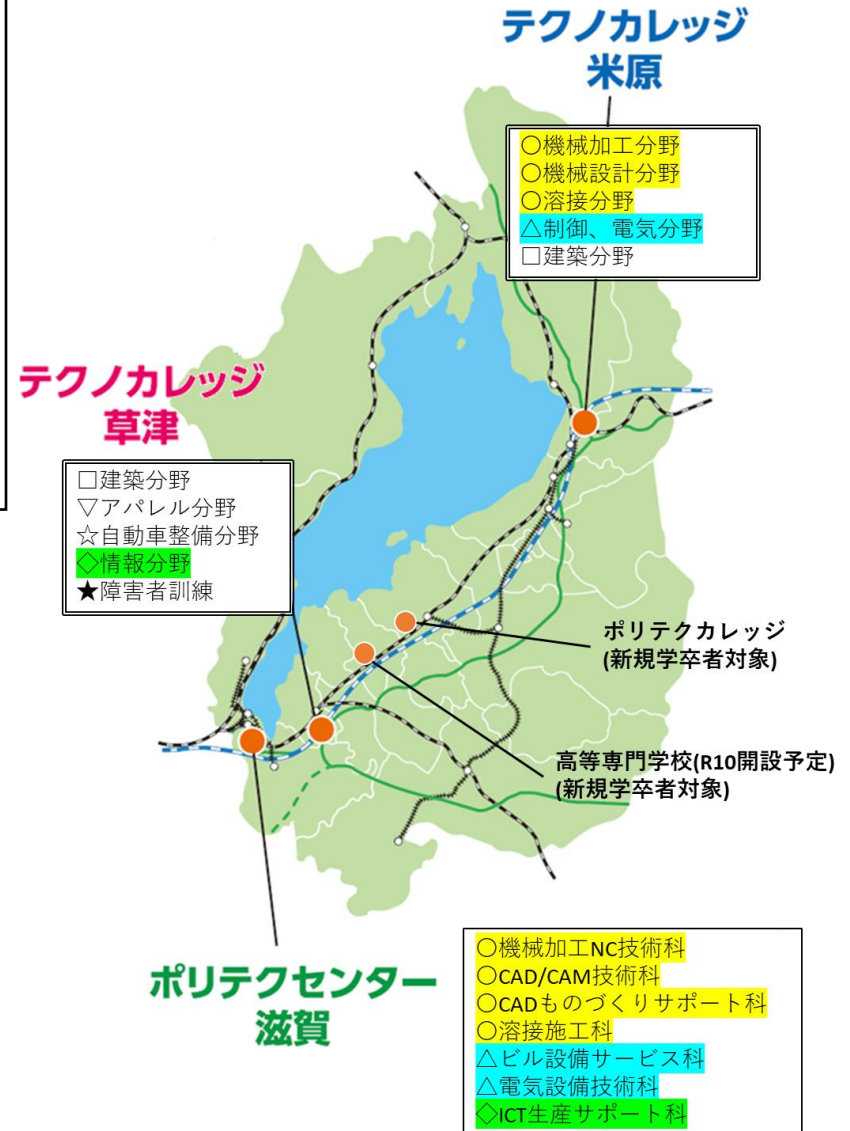 テクノカレッジ
米原
○機械加工分野
○機械設計分野
○溶接分野
△制御、電気分野
□建築分野
テクノカレッジ
草津
□建築分野
▽アパレル分野
☆自動車整備分野
◇情報分野
★障害者訓練
ポリテクカレッジ
(新規学卒者対象)
高等専門学校(R10開設予定)
(新規学卒者対象)
ポリテクセンター
滋賀
○機械加工NC技術科
○CAD/CAM技術科
○CADものづくりサポート科
○溶接施工科
△ビル設備サービス科
△電気設備技術科
◇ICT生産サポート科